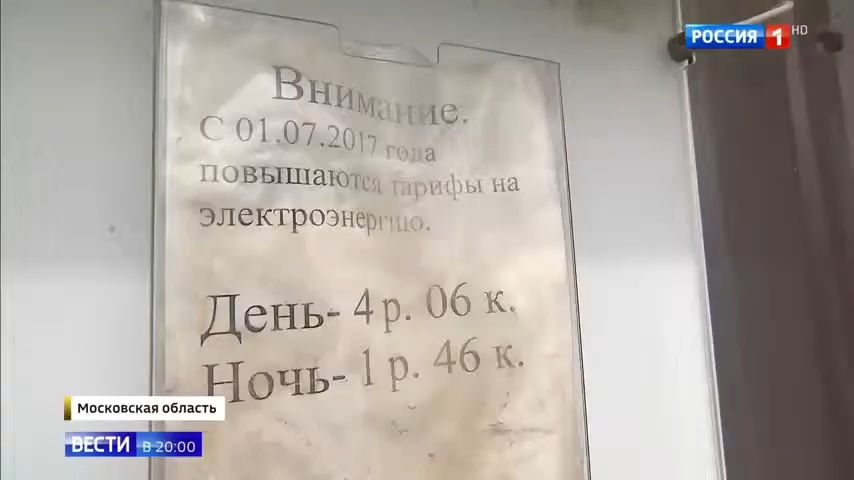 РОССИЯ 1 HD
Внимание.
С 01.07.2017 года
повышаются тарифы на
электроэнергию.
День- 4 р. 06 к.
Ночь- 1 р. 46 к.
Московская область
ВЕСТИ В 20:00